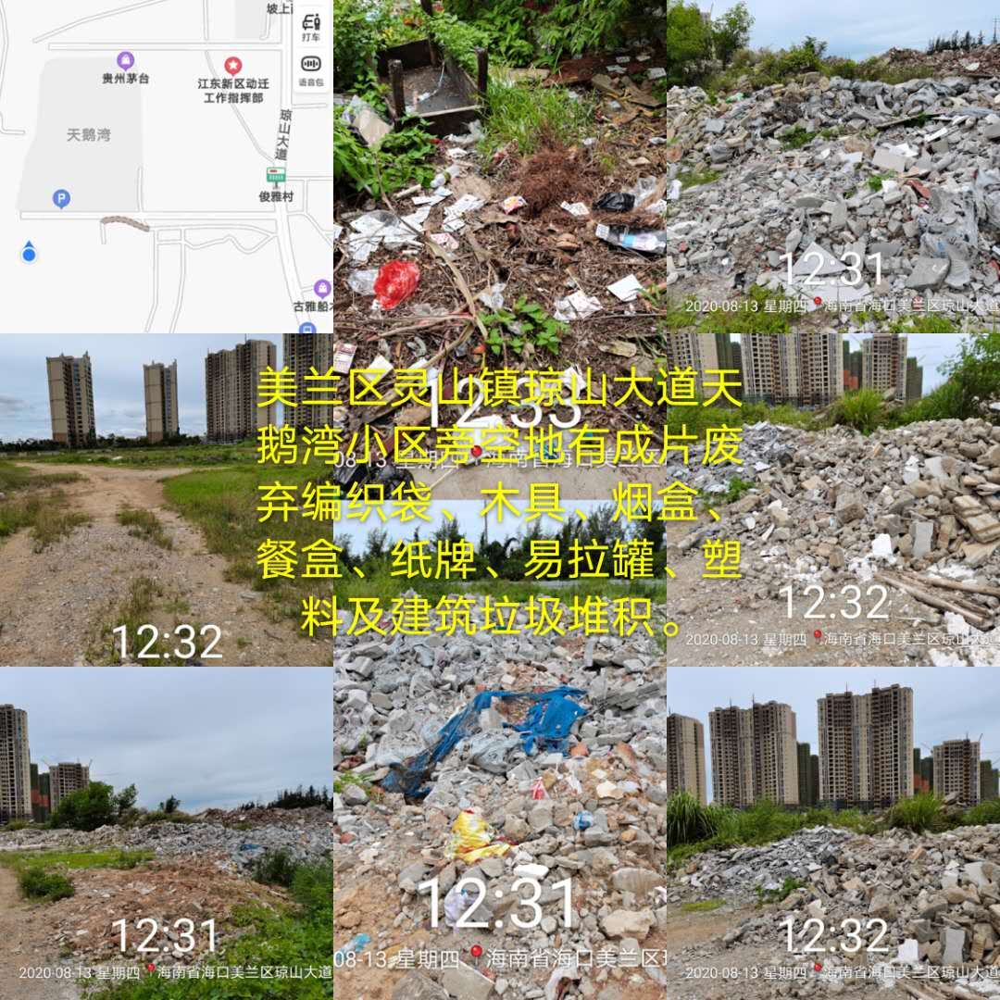 坡上
打车
贵州茅台
江东新区动迁
工作指挥部
语音包
天鹅湾
琼山大道
P
俊雅村
古雅船木
12:31
2020-08-13 星期四 海南省海口美兰区琼山大道
美兰区灵山镇琼山大道天
鹅湾小区旁空地有成片废
弃编织袋、木具、烟盒、
餐盒、纸牌、易拉罐、塑
料及建筑垃圾堆积。
12:33
08-13 星期四 海南省海口美兰区
12:32
12:32
2020-08-13 星期四 海南省海口美兰区琼山大道
12:31
2020-08-13 星期四 海南省海口美兰区琼山大道
12:31
08-13 星期四 海南省海口美兰区
12:32
2020-08-13 星期四 海南省海口美兰区琼山大道